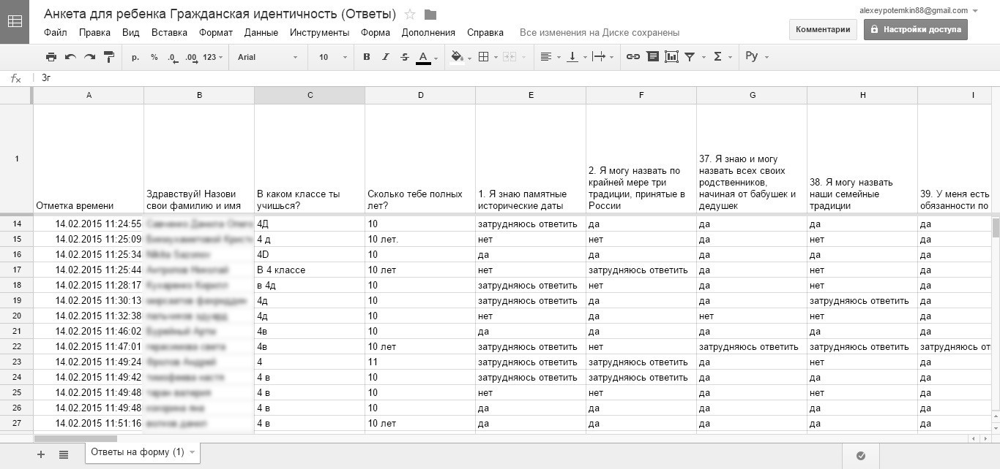 Анкета для ребенка Гражданская идентичность (Ответы)
alexeypotemkin88@gmail.com
Файл Правка Вид Вставка Формат Данные Инструменты Форма Дополнения Справка Все изменения на Диске сохранены
Комментарии Настройки доступа
р. % .0 .00 123 Arial 10 B I S A Σ Ру
fx 3г
A B C D E F G H I
1 Отметка времени
Здравствуй! Назови
свои фамилию и имя
В каком классе ты
учишься?
Сколько тебе полных
лет?
1. Я знаю памятные
исторические даты
2. Я могу назвать по
крайней мере три
традиции, принятые в
России
37. Я знаю и могу
назвать всех своих
родственников,
начиная от бабушек и
дедушек
38. Я могу назвать
наши семейные
традиции
39. У меня есть
обязанности по
14 14.02.2015 11:24:55 4Д 10 затрудняюсь ответить да да да да
15 14.02.2015 11:25:09 4 д 10 лет. нет нет да нет да
16 14.02.2015 11:25:34 4D 10 да да да да да
17 14.02.2015 11:25:44 В 4 классе 10 лет нет затрудняюсь ответить да нет да
18 14.02.2015 11:28:17 в 4д 10 затрудняюсь ответить нет да нет да
19 14.02.2015 11:30:13 4д 10 затрудняюсь ответить да да затрудняюсь ответить да
20 14.02.2015 11:32:38 4д 10 нет да нет нет да
21 14.02.2015 11:46:02 4в 10 да да да да да
22 14.02.2015 11:47:01 4в 10 лет затрудняюсь ответить нет затрудняюсь ответить затрудняюсь ответить затрудняюсь от
23 14.02.2015 11:49:24 4 11 затрудняюсь ответить затрудняюсь ответить да нет да
24 14.02.2015 11:49:42 4 в 10 затрудняюсь ответить затрудняюсь ответить да да да
25 14.02.2015 11:49:48 4 в 10 нет нет да нет да
26 14.02.2015 11:49:48 4 в 10 да да да да да
27 14.02.2015 11:51:16 4 в 10 лет да да да да да
Ответы на форму (1)